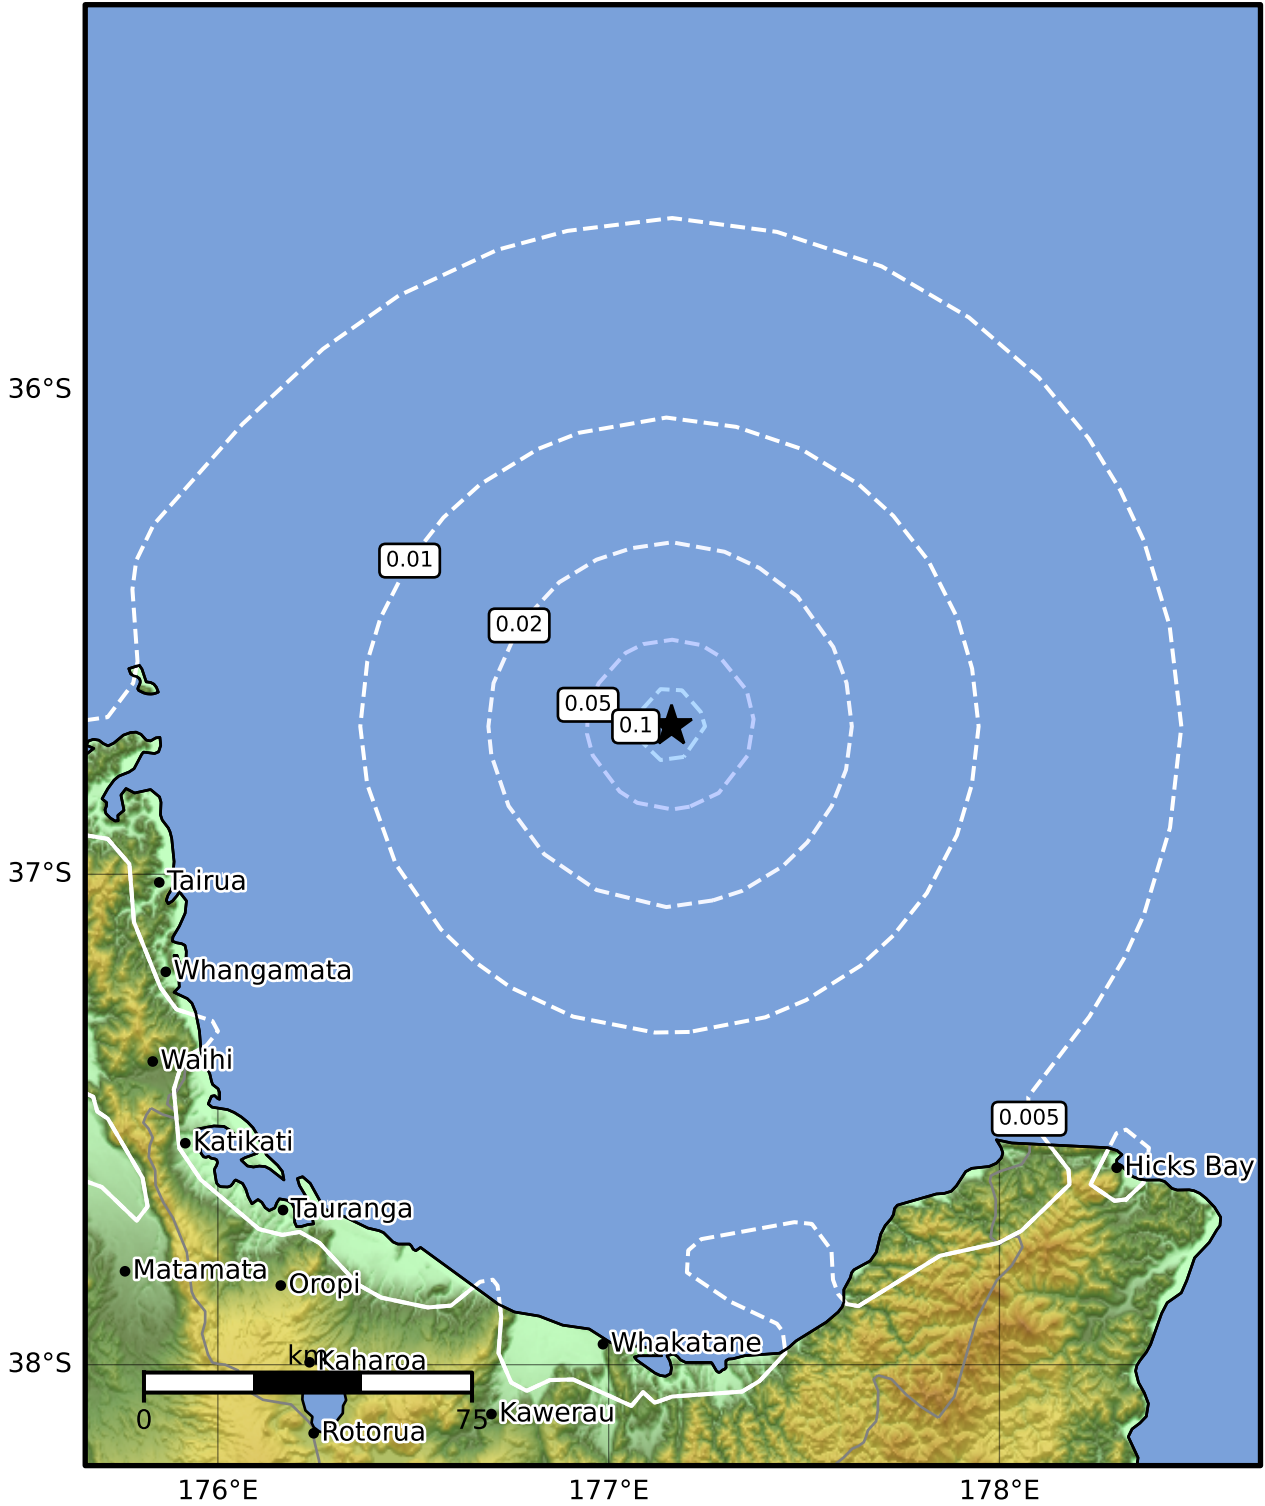 36°S
0.01
0.02
0.05
0.1
37°S
Tairua
Whangamata
Waihi
0.005
Katikati
Hicks Bay
Tauranga
Matamata
Oropi
Whakatane
38°S
km
Kaharoa
0
75
Kawerau
Rotorua
176°E
177°E
178°E